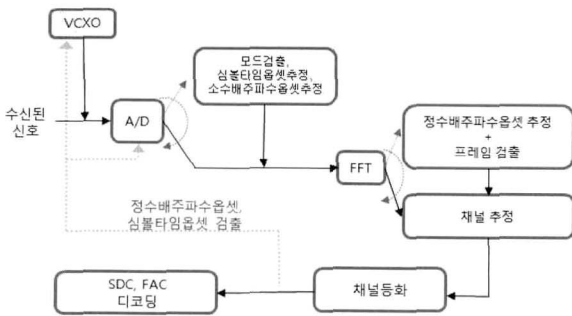 VCXO
모드검출,
심볼타임옵셋추정,
소수배주파수옵셋추정
수신된
신호
A/D
정수배주파수옵셋 추정
+
프레임 검출
FFT
채널 추정
정수배주파수옵셋,
심볼타임옵셋 검출
SDC, FAC
디코딩
채널등화